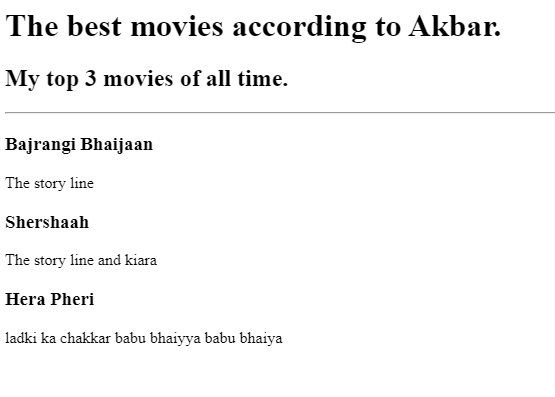 The best movies according to Akbar.
My top 3 movies of all time.
Bajrangi Bhaijaan
The story line
Shershaah
The story line and kiara
Hera Pheri
ladki ka chakkar babu bhaiyya babu bhaiya